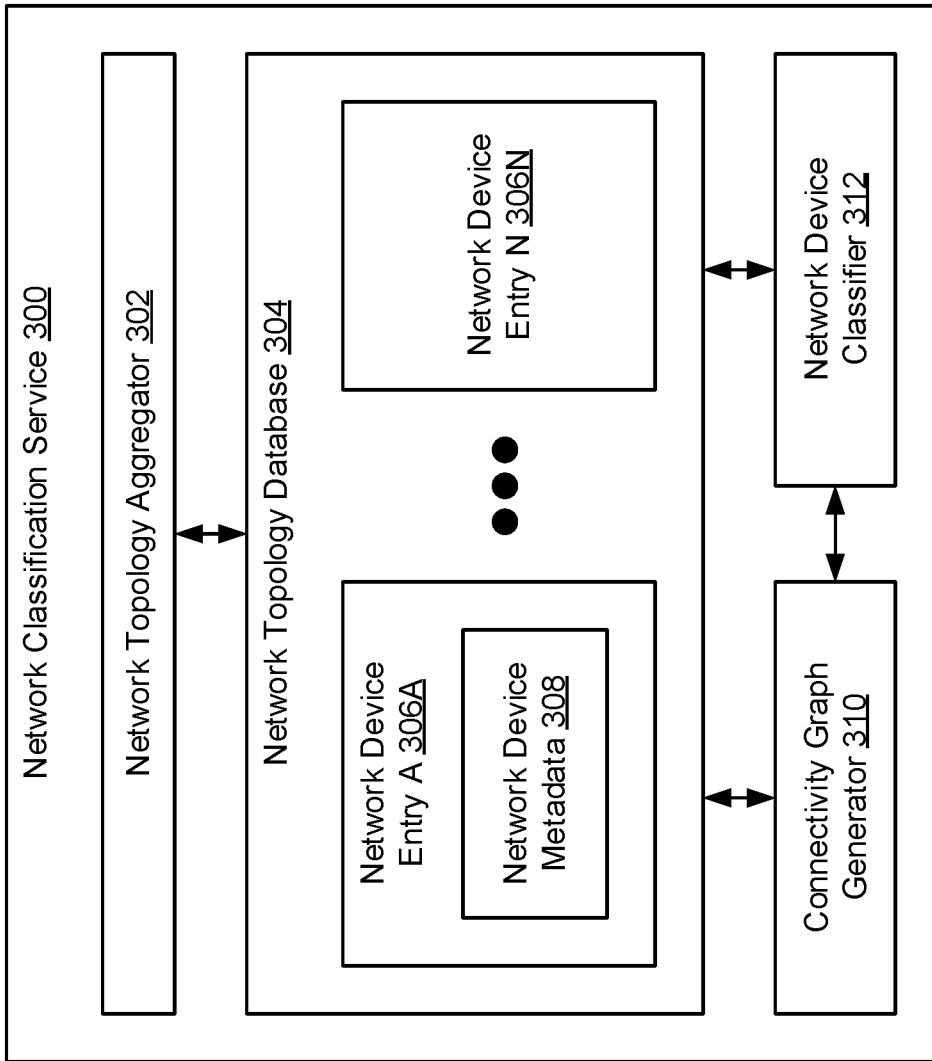 Network Classification Service 300
Network Topology Aggregator 302
Network Topology Database 304
Network Device
Entry A 306A
Network Device
Metadata 308
Network Device
Entry N 306N
Connectivity Graph
Generator 310
Network Device
Classifier 312